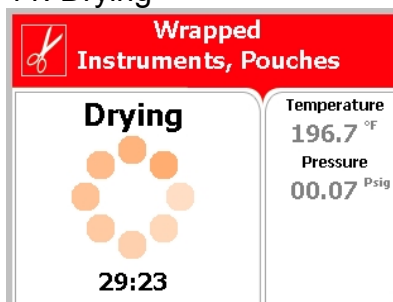 Wrapped
Instruments, Pouches
Drying
29:23
Temperature
196.7 °F
Pressure
00.07 Psig